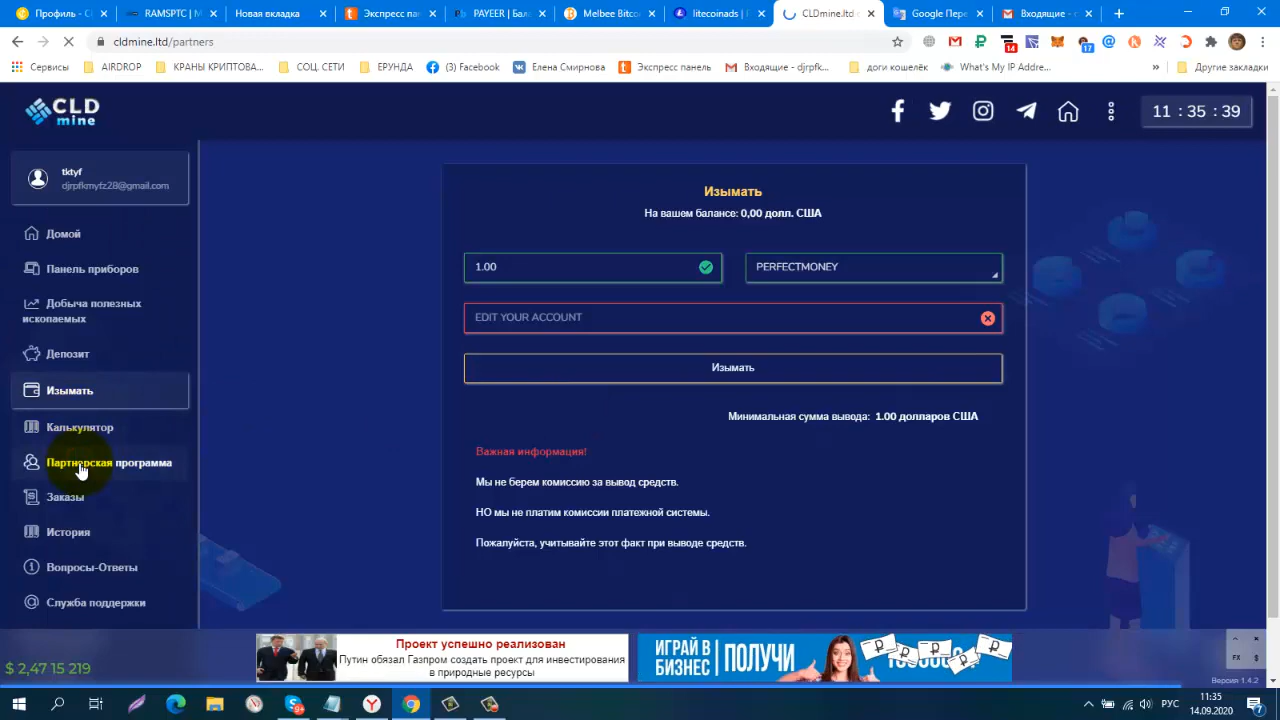 Профиль - С
RAMSPTC | М
Новая вкладка
Экспресс па
PAYEER | Бал
Melbee Bitco
litecoinads | Р
CLDmine.ltd
Google Пере
Входящие -
cldmine.ltd/partners
14
17
Сервисы
AIRDROP
КРАНЫ КРИПТОВА...
СОЦ СЕТИ
ЕРУНДА
(3) Facebook
Елена Смирнова
Экспресс панель
Входящие - djrpfk...
доги кошелёк
What's My IP Addre...
»
Другие закладки
CLD
mine
11 : 35 : 39
tktyf
djrpfkmyfz28@gmail.com
Домой
Панель приборов
Добыча полезных
ископаемых
Депозит
Изымать
Калькулятор
Партнерская программа
Заказы
История
Вопросы-Ответы
Служба поддержки
Изымать
На вашем балансе: 0,00 долл. США
1.00
PERFECTMONEY
EDIT YOUR ACCOUNT
Изымать
Минимальная сумма вывода: 1.00 долларов США
Важная информация!
Мы не берем комиссию за вывод средств.
НО мы не платим комиссии платежной системы.
Пожалуйста, учитывайте этот факт при выводе средств.
$ 2,47 15 219
Проект успешно реализован
Путин обязал Газпром создать проект для инвестирования
в природные ресурсы
ИГРАЙ В
БИЗНЕС
ПОЛУЧИ
FX $
Версия 1.4.2
РУС
11:35
14.09.2020